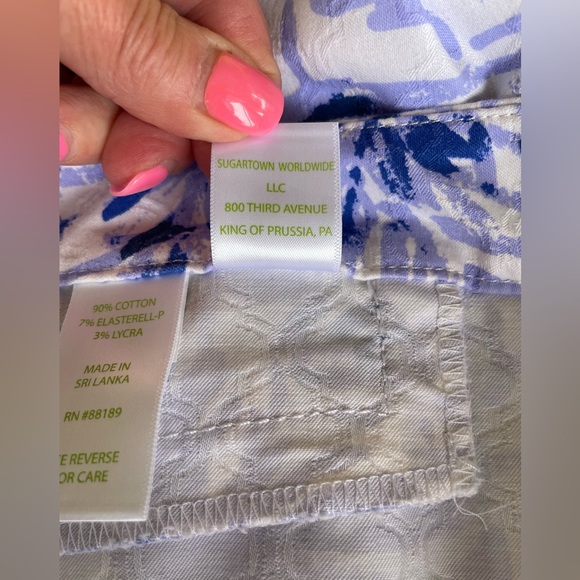 SUGARTOWN WORLDWIDE
LLC
800 THIRD AVENUE
KING OF PRUSSIA, PA
90% COTTON
7% ELASTERELL-P
3% LYCRA
MADE IN
SRI LANKA
RN #88189
REVERSE
CARE